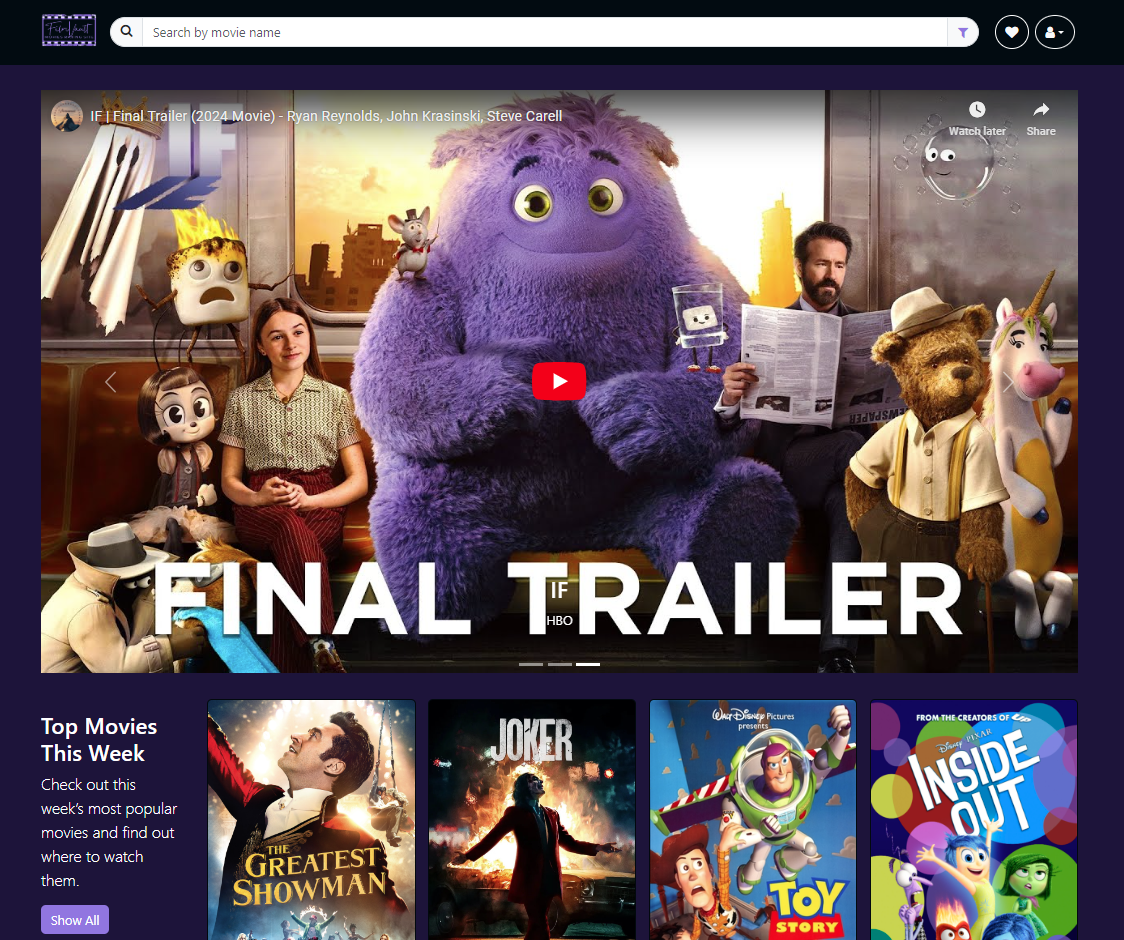 FilmVault
Search by movie name
IF | Final Trailer (2024 Movie) - Ryan Reynolds, John Krasinski, Steve Carell
Watch later
Share
IF
NEWSPAPER
FINAL TRAILER
IF
HBO
Top Movies
This Week
Check out this
week's most popular
movies and find out
where to watch
them.
Show All
THE
GREATEST
SHOWMAN
JOKER
WALT DISNEY Pictures
presents
TOY
STORY
FROM THE CREATORS OF UP
DISNEY · PIXAR
INSIDE
OUT